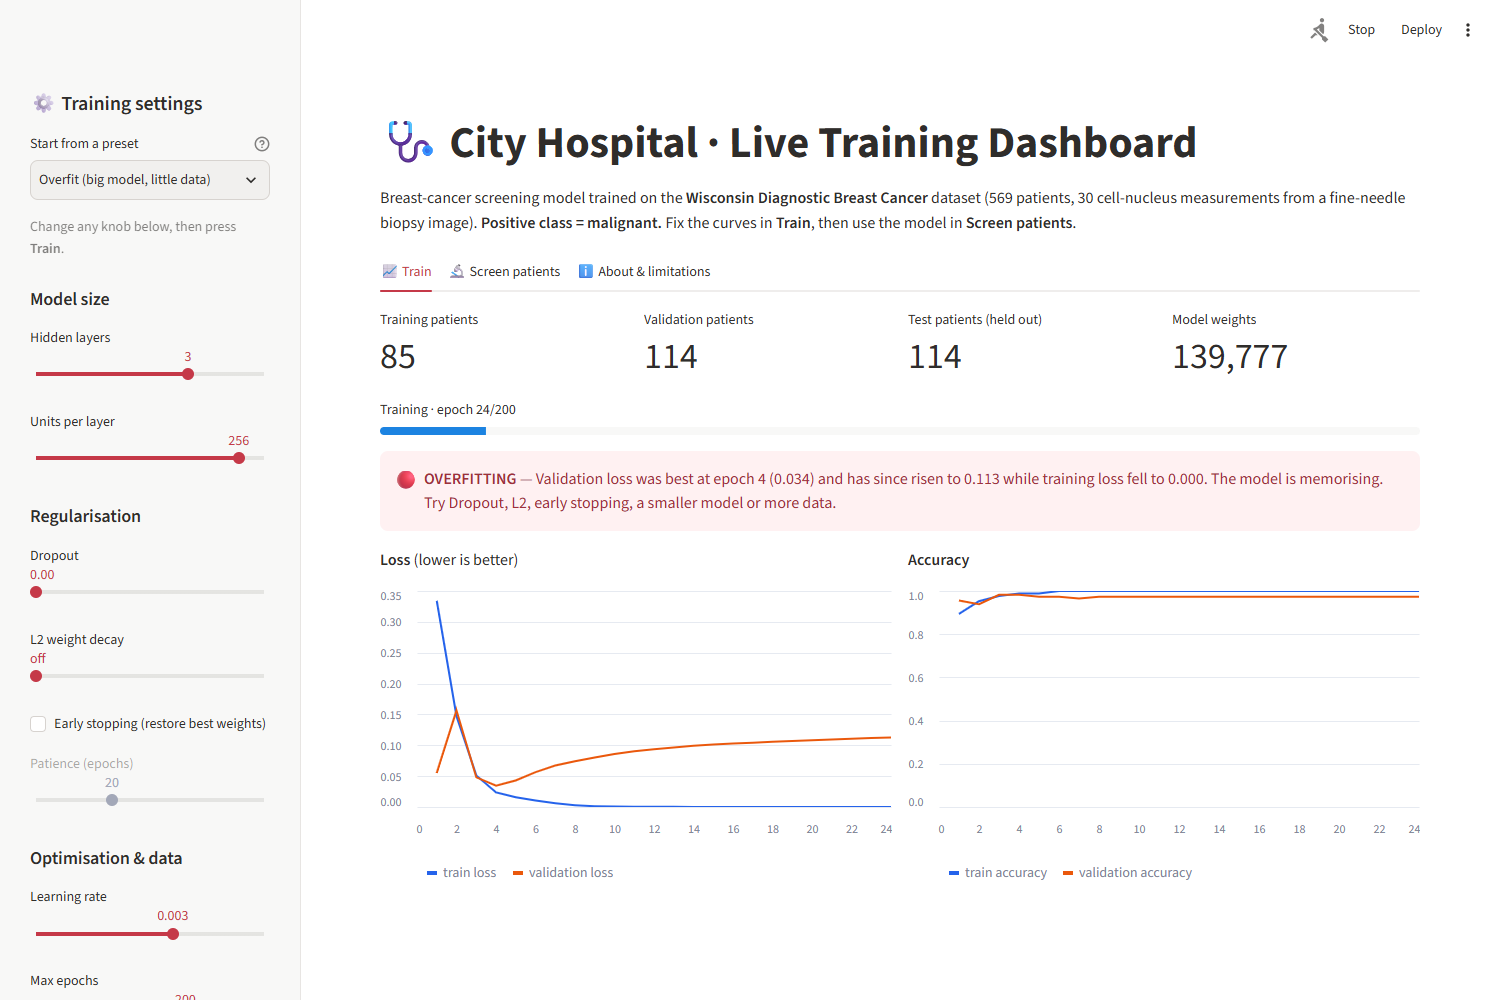 Stop
Deploy
Training settings
Start from a preset
Overfit (big model, little data)
Change any knob below, then press
Train.
Model size
Hidden layers
3
Units per layer
256
Regularisation
Dropout
0.00
L2 weight decay
off
Early stopping (restore best weights)
Patience (epochs)
20
Optimisation & data
Learning rate
0.003
Max epochs
200
City Hospital · Live Training Dashboard
Breast-cancer screening model trained on the Wisconsin Diagnostic Breast Cancer dataset (569 patients, 30 cell-nucleus measurements from a fine-needle
biopsy image). Positive class = malignant. Fix the curves in Train, then use the model in Screen patients.
Train
Screen patients
About & limitations
Training patients
85
Validation patients
114
Test patients (held out)
114
Model weights
139,777
Training · epoch 24/200
OVERFITTING — Validation loss was best at epoch 4 (0.034) and has since risen to 0.113 while training loss fell to 0.000. The model is memorising.
Try Dropout, L2, early stopping, a smaller model or more data.
Loss (lower is better)
0.35
0.30
0.25
0.20
0.15
0.10
0.05
0.00
0 2 4 6 8 10 12 14 16 18 20 22 24
train loss
validation loss
Accuracy
1.0
0.8
0.6
0.4
0.2
0.0
0 2 4 6 8 10 12 14 16 18 20 22 24
train accuracy
validation accuracy